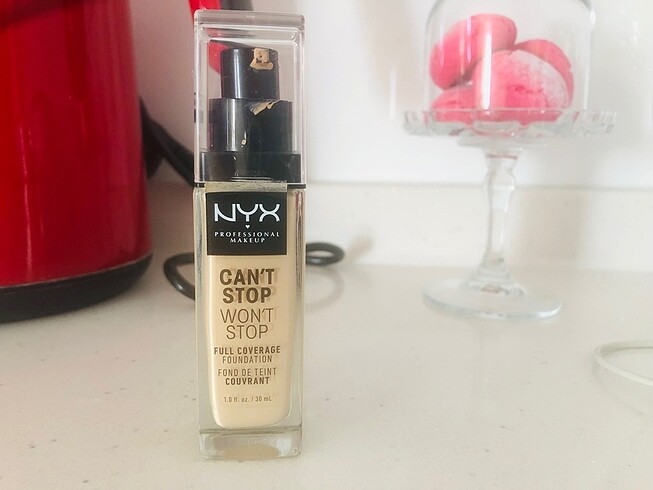 NYX
PROFESSIONAL
MAKEUP
CAN'T
STOP
WON'T
STOP
FULL COVERAGE
FOUNDATION
FOND DE TEINT
COUVRANT
1.0 fl. oz. / 30 mL